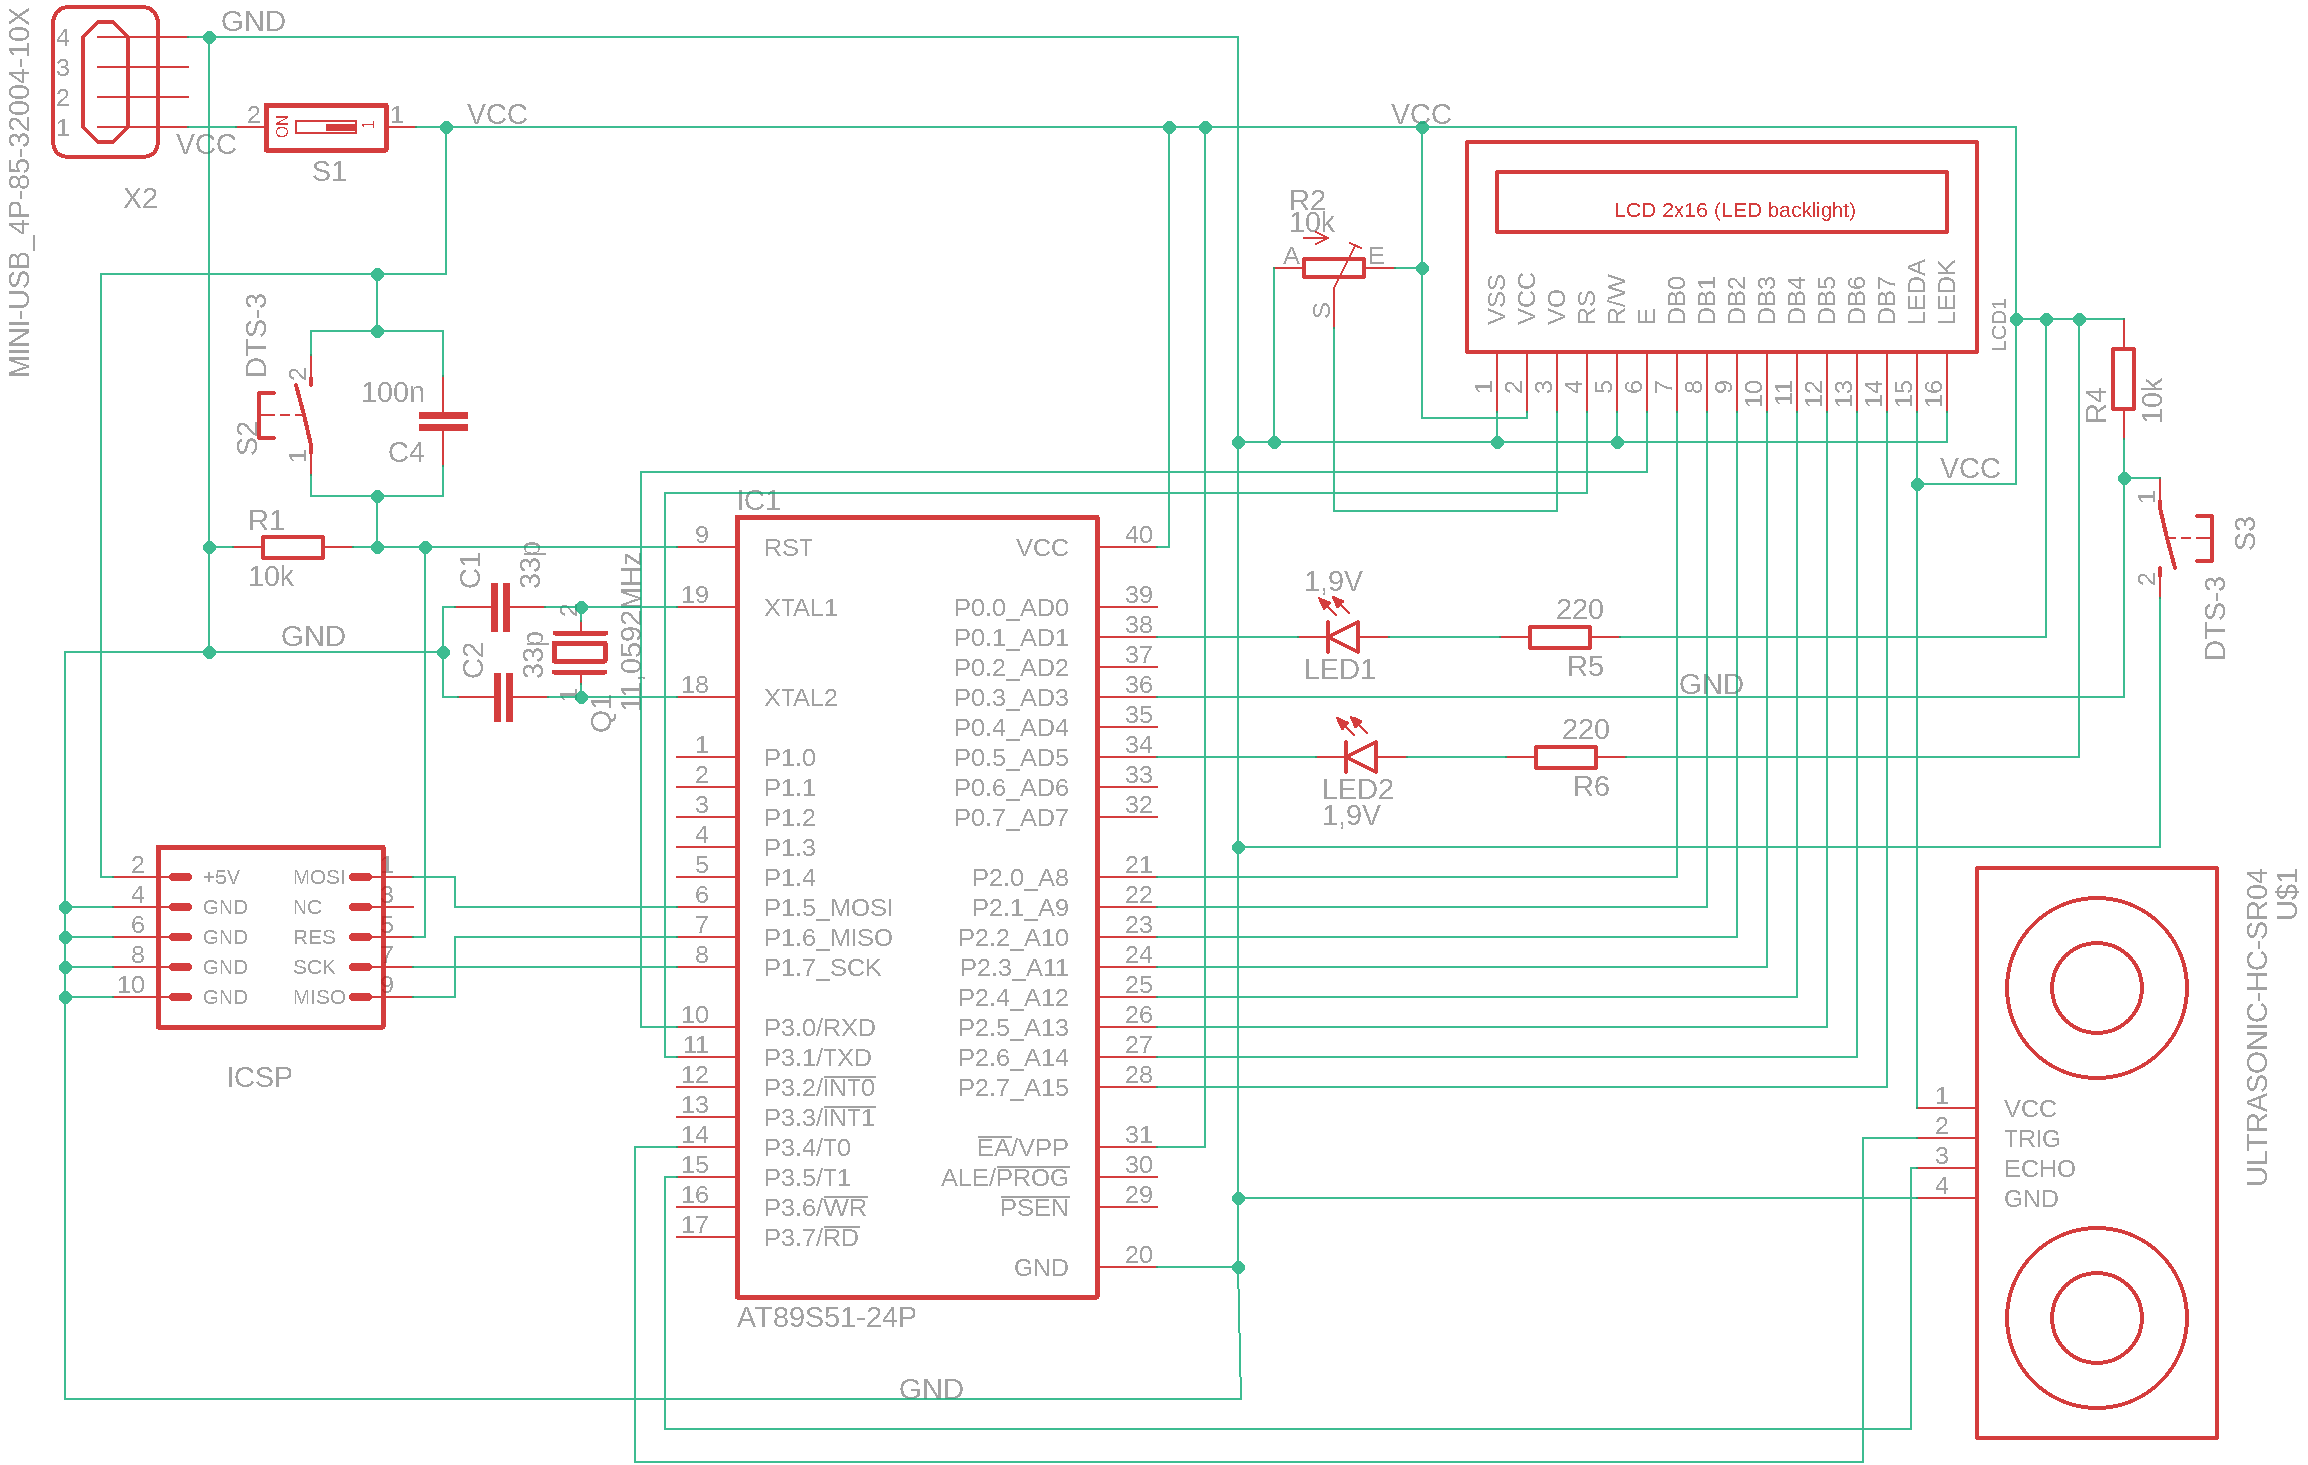 MINI-USB_4P-85-32004-10X
4
3
2
1
X2
GND
VCC
2
ON
1
1
S1
VCC
VCC
R2
10k
A
E
S
LCD 2x16 (LED backlight)
VSS
VCC
VO
RS
R/W
E
DB0
DB1
DB2
DB3
DB4
DB5
DB6
DB7
LEDA
LEDK
LCD1
1
2
3
4
5
6
7
8
9
10
11
12
13
14
15
16
VCC
R4
10k
1
2
S3
DTS-3
DTS-3
S2
2
1
100n
C4
R1
10k
GND
C1
33p
C2
33p
2
1
Q1
11,0592MHz
IC1
9 RST
19 XTAL1
18 XTAL2
1 P1.0
2 P1.1
3 P1.2
4 P1.3
5 P1.4
6 P1.5_MOSI
7 P1.6_MISO
8 P1.7_SCK
10 P3.0/RXD
11 P3.1/TXD
12 P3.2/INT0
13 P3.3/INT1
14 P3.4/T0
15 P3.5/T1
16 P3.6/WR
17 P3.7/RD
VCC 40
P0.0_AD0 39
P0.1_AD1 38
P0.2_AD2 37
P0.3_AD3 36
P0.4_AD4 35
P0.5_AD5 34
P0.6_AD6 33
P0.7_AD7 32
P2.0_A8 21
P2.1_A9 22
P2.2_A10 23
P2.3_A11 24
P2.4_A12 25
P2.5_A13 26
P2.6_A14 27
P2.7_A15 28
EA/VPP 31
ALE/PROG 30
PSEN 29
GND 20
AT89S51-24P
1,9V
LED1
220
R5
GND
LED2
1,9V
220
R6
2 +5V MOSI 1
4 GND NC 3
6 GND RES 5
8 GND SCK 7
10 GND MISO 9
ICSP
GND
1 VCC
2 TRIG
3 ECHO
4 GND
ULTRASONIC-HC-SR04
U$1